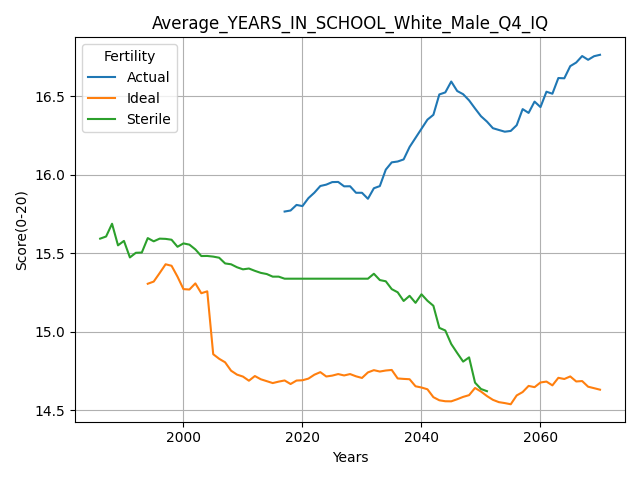 Average_YEARS_IN_SCHOOL_White_Male_Q4_IQ
Fertility
Actual
Ideal
Sterile
Score(0-20)
16.5
16.0
15.5
15.0
14.5
2000
2020
2040
2060
Years